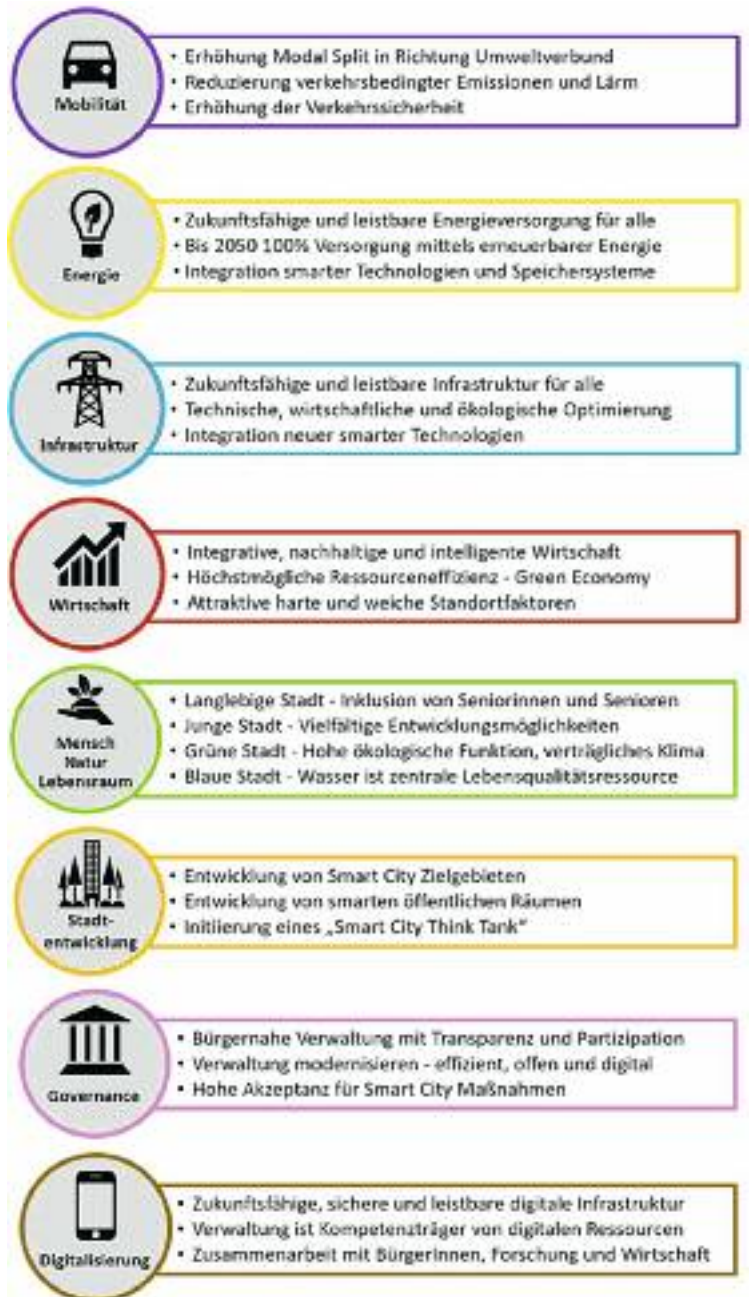 Mobilität
• Erhöhung Modal Split in Richtung Umweltverbund
• Reduzierung verkehrsbedingter Emissionen und Lärm
• Erhöhung der Verkehrssicherheit
Energie
• Zukunftsfähige und leistbare Energieversorgung für alle
• Bis 2050 100% Versorgung mittels erneuerbarer Energie
• Integration smarter Technologien und Speichersysteme
Infrastruktur
• Zukunftsfähige und leistbare Infrastruktur für alle
• Technische, wirtschaftliche und ökologische Optimierung
• Integration neuer smarter Technologien
Wirtschaft
• Integrative, nachhaltige und intelligente Wirtschaft
• Höchstmögliche Ressourceneffizienz - Green Economy
• Attraktive harte und weiche Standortfaktoren
Mensch
Natur
Lebensraum
• Langlebige Stadt - Inklusion von Seniorinnen und Senioren
• Junge Stadt - Vielfältige Entwicklungsmöglichkeiten
• Grüne Stadt - Hohe ökologische Funktion, verträgliches Klima
• Blaue Stadt - Wasser ist zentrale Lebensqualitätsressource
Stadt-
entwicklung
• Entwicklung von Smart City Zielgebieten
• Entwicklung von smarten öffentlichen Räumen
• Initiierung eines „Smart City Think Tank“
Governance
• Bürgernahe Verwaltung mit Transparenz und Partizipation
• Verwaltung modernisieren - effizient, offen und digital
• Hohe Akzeptanz für Smart City Maßnahmen
Digitalisierung
• Zukunftsfähige, sichere und leistbare digitale Infrastruktur
• Verwaltung ist Kompetenzträger von digitalen Ressourcen
• Zusammenarbeit mit BürgerInnen, Forschung und Wirtschaft